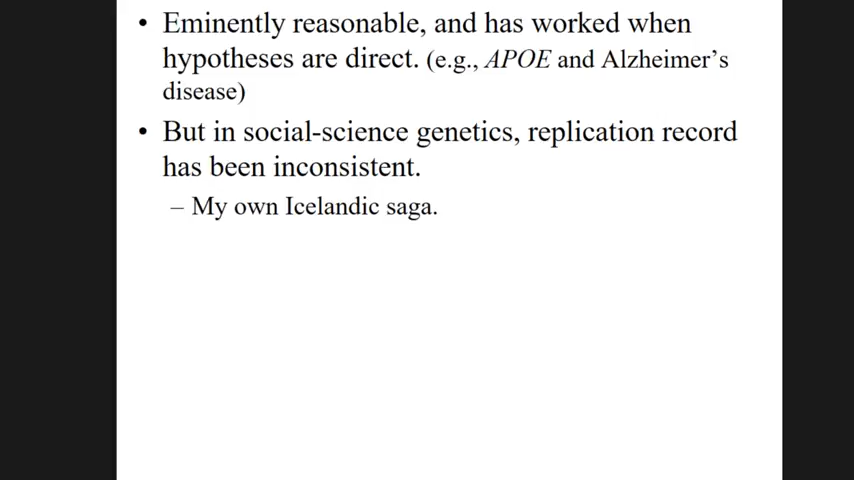 • Eminently reasonable, and has worked when
hypotheses are direct. (e.g., APOE and Alzheimer’s
disease)
• But in social-science genetics, replication record
has been inconsistent.
– My own Icelandic saga.